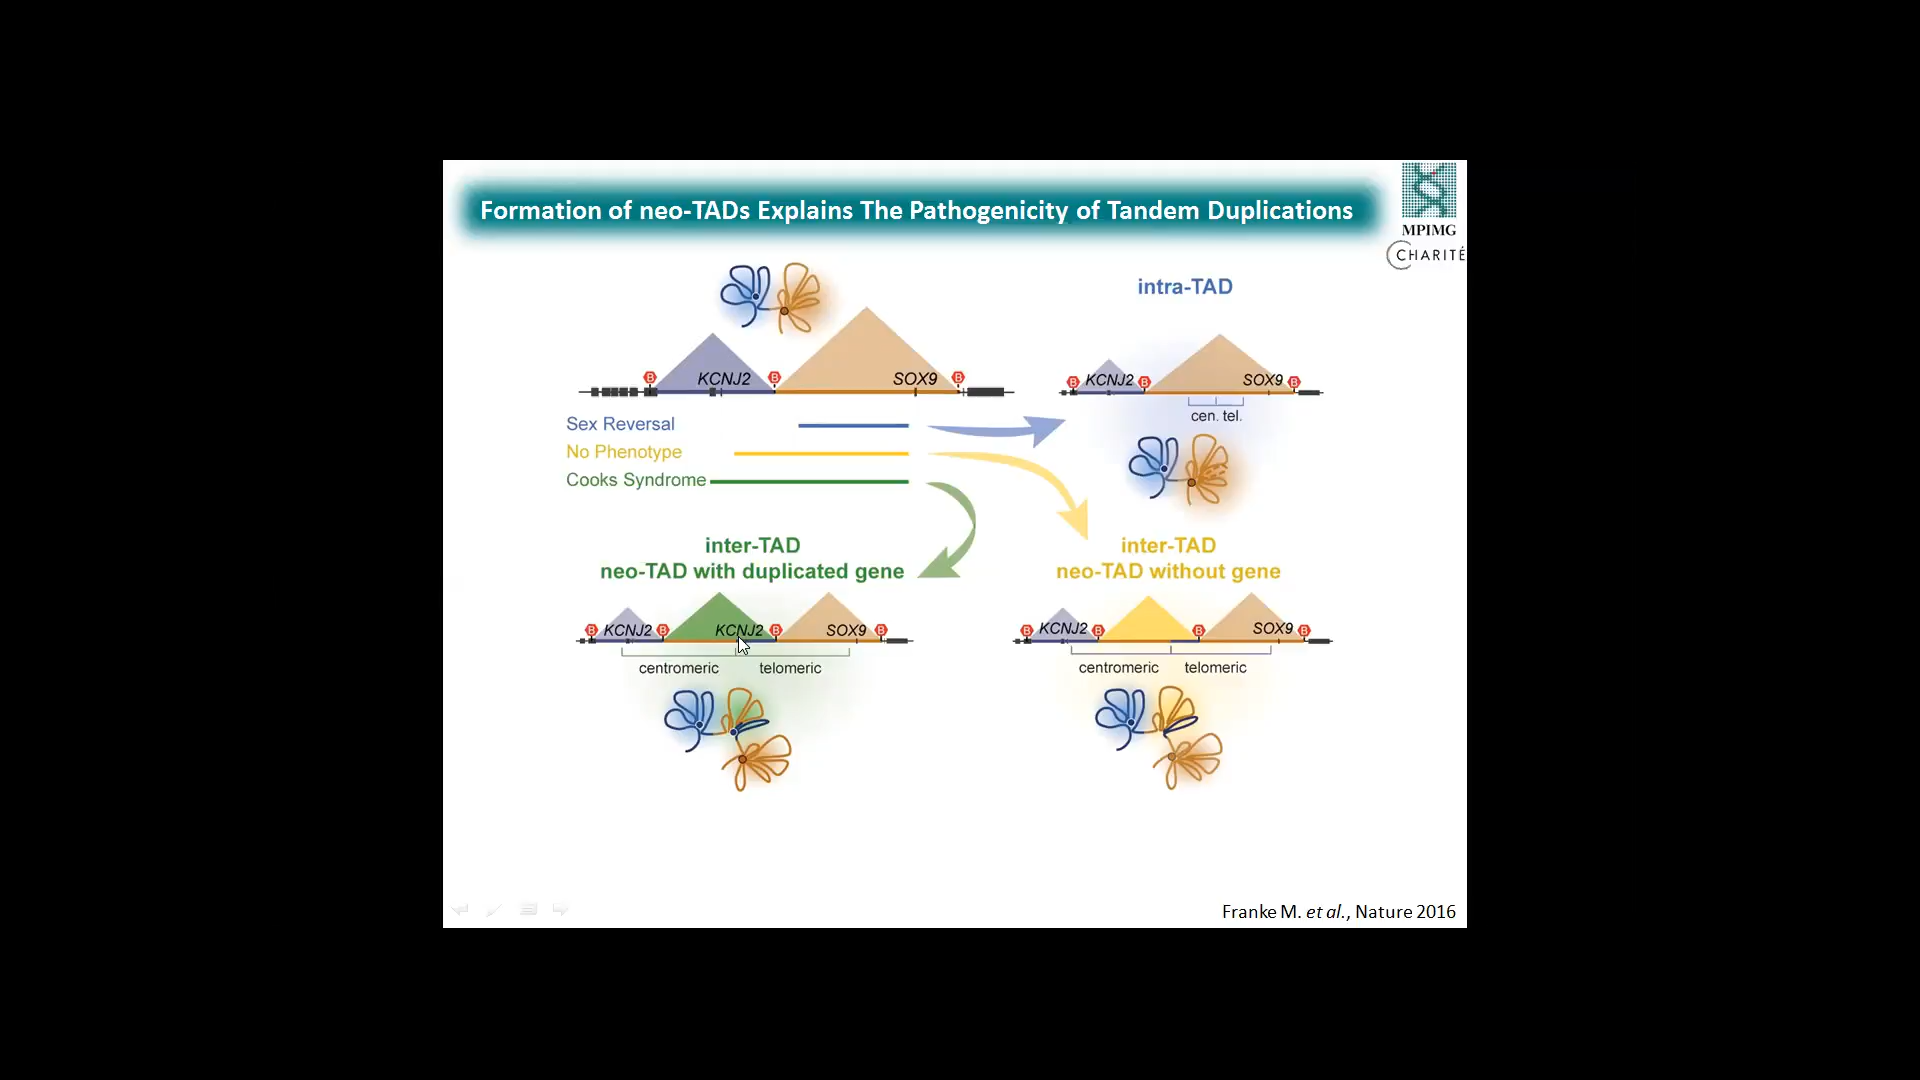 Formation of neo-TADs Explains The Pathogenicity of Tandem Duplications
MPIMG
CHARITÉ
intra-TAD
B KCNJ2 B SOX9 B
B KCNJ2 B SOX9 B
cen. tel.
Sex Reversal
No Phenotype
Cooks Syndrome
inter-TAD
neo-TAD with duplicated gene
B KCNJ2 B KCNJ2 B SOX9 B
centromeric telomeric
inter-TAD
neo-TAD without gene
B KCNJ2 B B SOX9 B
centromeric telomeric
Franke M. et al., Nature 2016